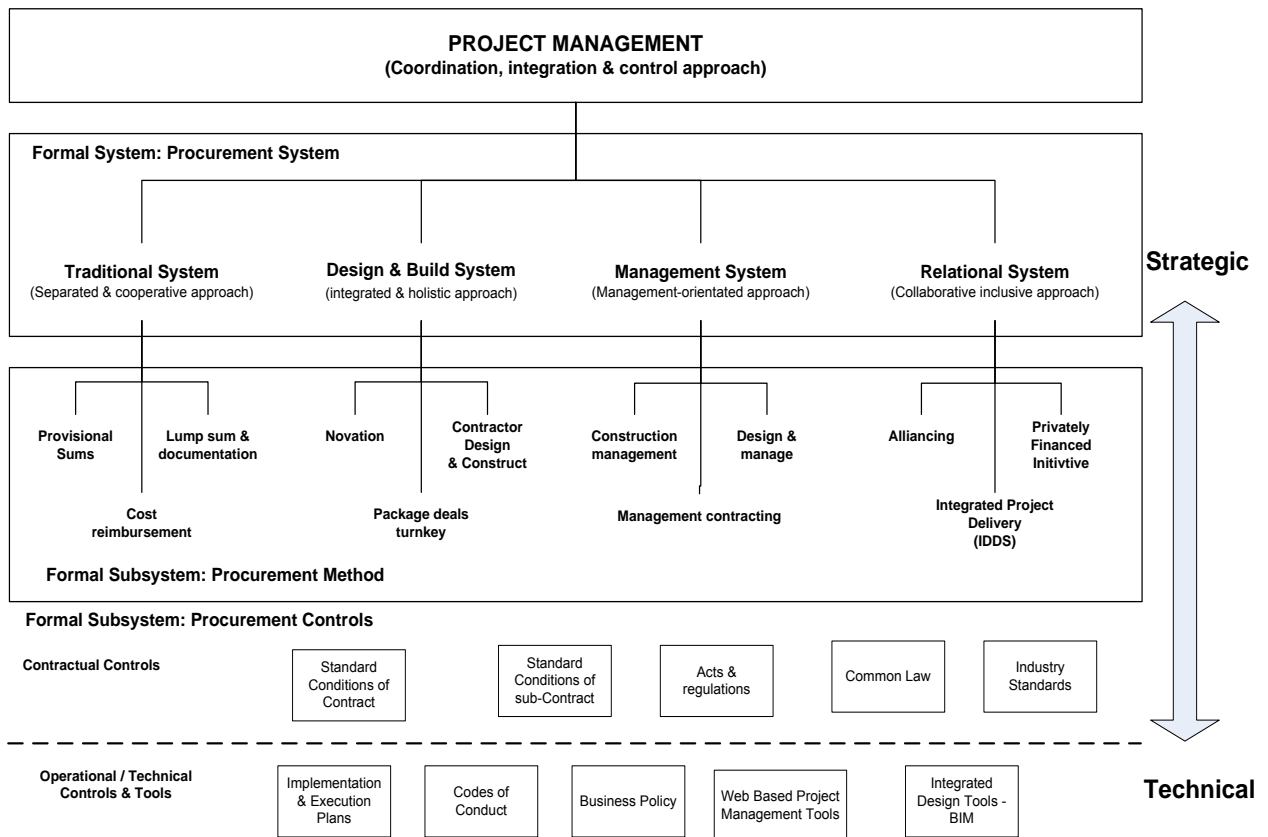 PROJECT MANAGEMENT
(Coordination, integration & control approach)
Formal System: Procurement System
Traditional System
(Separated & cooperative approach)
Design & Build System
(integrated & holistic approach)
Management System
(Management-orientated approach)
Relational System
(Collaborative inclusive approach)
Strategic
Provisional
Sums
Lump sum &
documentation
Cost
reimbursement
Novation
Contractor
Design
& Construct
Package deals
turnkey
Construction
management
Design &
manage
Management contracting
Alliancing
Privately
Financed
Initivtive
Integrated Project
Delivery
(IDDS)
Formal Subsystem: Procurement Method
Formal Subsystem: Procurement Controls
Contractual Controls
Standard
Conditions of
Contract
Standard
Conditions of
sub-Contract
Acts &
regulations
Common Law
Industry
Standards
Operational / Technical
Controls & Tools
Implementation
& Execution
Plans
Codes of
Conduct
Business Policy
Web Based Project
Management Tools
Integrated
Design Tools -
BIM
Technical